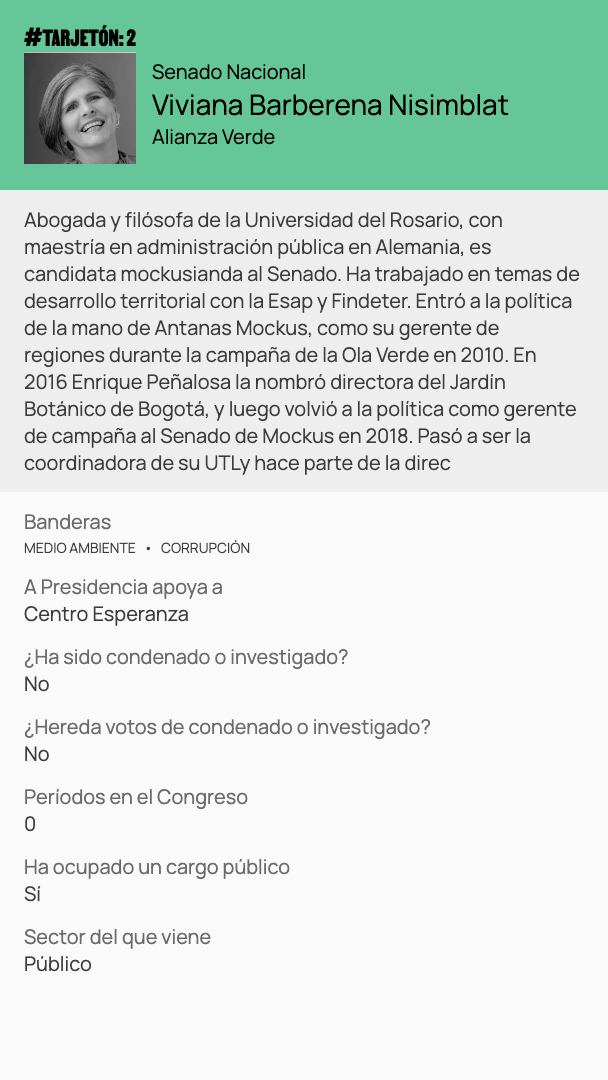 #TARJETÓN: 2
Senado Nacional
Viviana Barberena Nisimblat
Alianza Verde
Abogada y filósofa de la Universidad del Rosario, con
maestría en administración pública en Alemania, es
candidata mockusianda al Senado. Ha trabajado en temas de
desarrollo territorial con la Esap y Findeter. Entró a la política
de la mano de Antanas Mockus, como su gerente de
regiones durante la campaña de la Ola Verde en 2010. En
2016 Enrique Peñalosa la nombró directora del Jardín
Botánico de Bogotá, y luego volvió a la política como gerente
de campaña al Senado de Mockus en 2018. Pasó a ser la
coordinadora de su UTLy hace parte de la direc
Banderas
MEDIO AMBIENTE • CORRUPCIÓN
A Presidencia apoya a
Centro Esperanza
¿Ha sido condenado o investigado?
No
¿Hereda votos de condenado o investigado?
No
Períodos en el Congreso
0
Ha ocupado un cargo público
Sí
Sector del que viene
Público